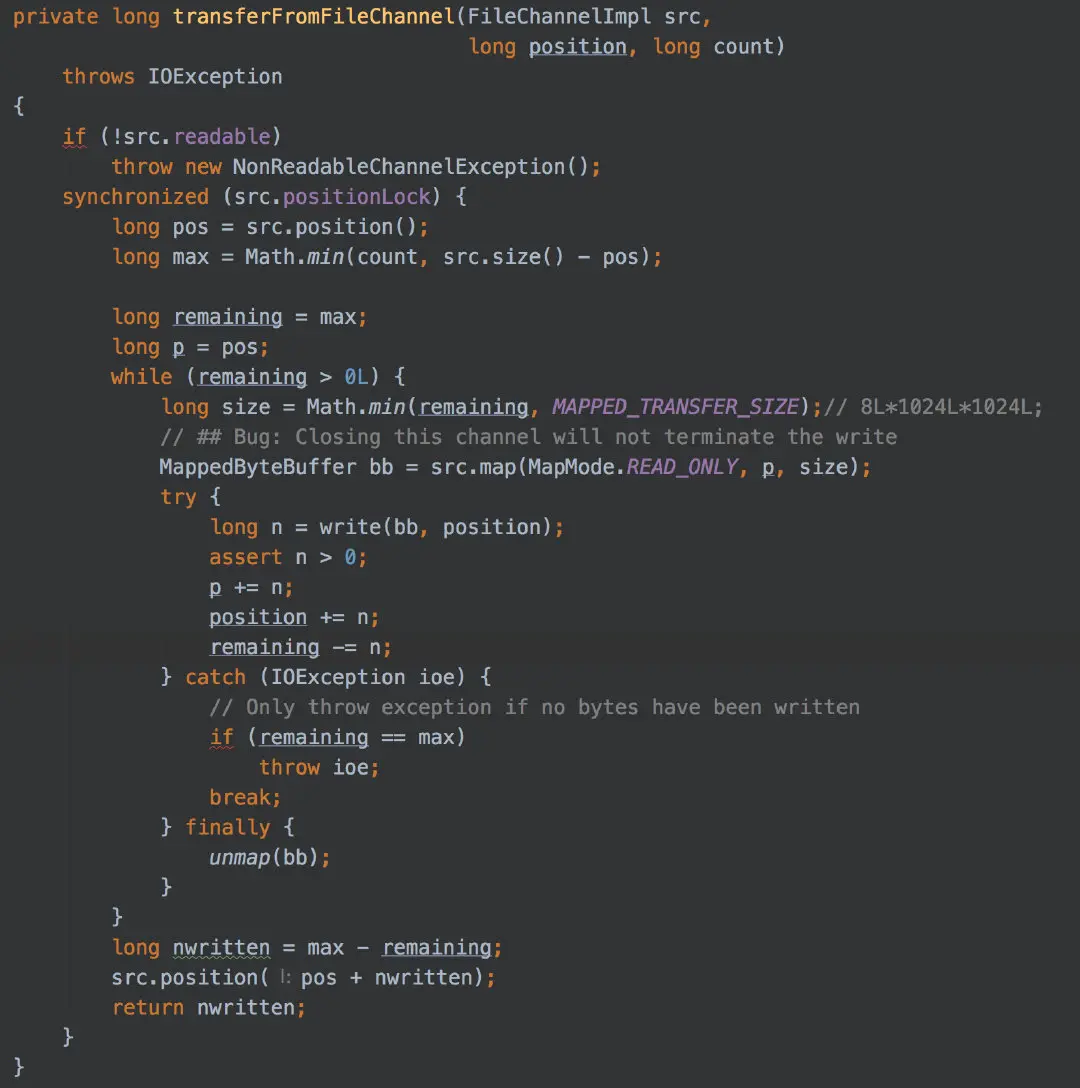 private long transferFromFileChannel(FileChannelImpl src,
                                     long position, long count)
    throws IOException
{
    if (!src.readable)
        throw new NonReadableChannelException();
    synchronized (src.positionLock) {
        long pos = src.position();
        long max = Math.min(count, src.size() - pos);

        long remaining = max;
        long p = pos;
        while (remaining > 0L) {
            long size = Math.min(remaining, MAPPED_TRANSFER_SIZE);// 8L*1024L*1024L;
            // ## Bug: Closing this channel will not terminate the write
            MappedByteBuffer bb = src.map(MapMode.READ_ONLY, p, size);
            try {
                long n = write(bb, position);
                assert n > 0;
                p += n;
                position += n;
                remaining -= n;
            } catch (IOException ioe) {
                // Only throw exception if no bytes have been written
                if (remaining == max)
                    throw ioe;
                break;
            } finally {
                unmap(bb);
            }
        }
        long nwritten = max - remaining;
        src.position( l: pos + nwritten);
        return nwritten;
    }
}